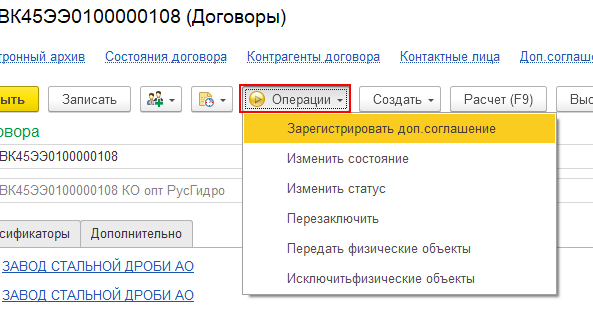 ВК45ЭЭ0100000108 (Договоры)
тронный архив Состояния договора Контрагенты договора Контактные лица Доп.соглаше
ыть Записать Операции Создать Расчет (F9) Выс
вора
ВК45ЭЭ0100000108
ВК45ЭЭ0100000108 КО опт РусГидро
сификаторы Дополнительно
ЗАВОД СТАЛЬНОЙ ДРОБИ АО
ЗАВОД СТАЛЬНОЙ ДРОБИ АО
Зарегистрировать доп.соглашение
Изменить состояние
Изменить статус
Перезаключить
Передать физические объекты
Исключитьфизические объекты